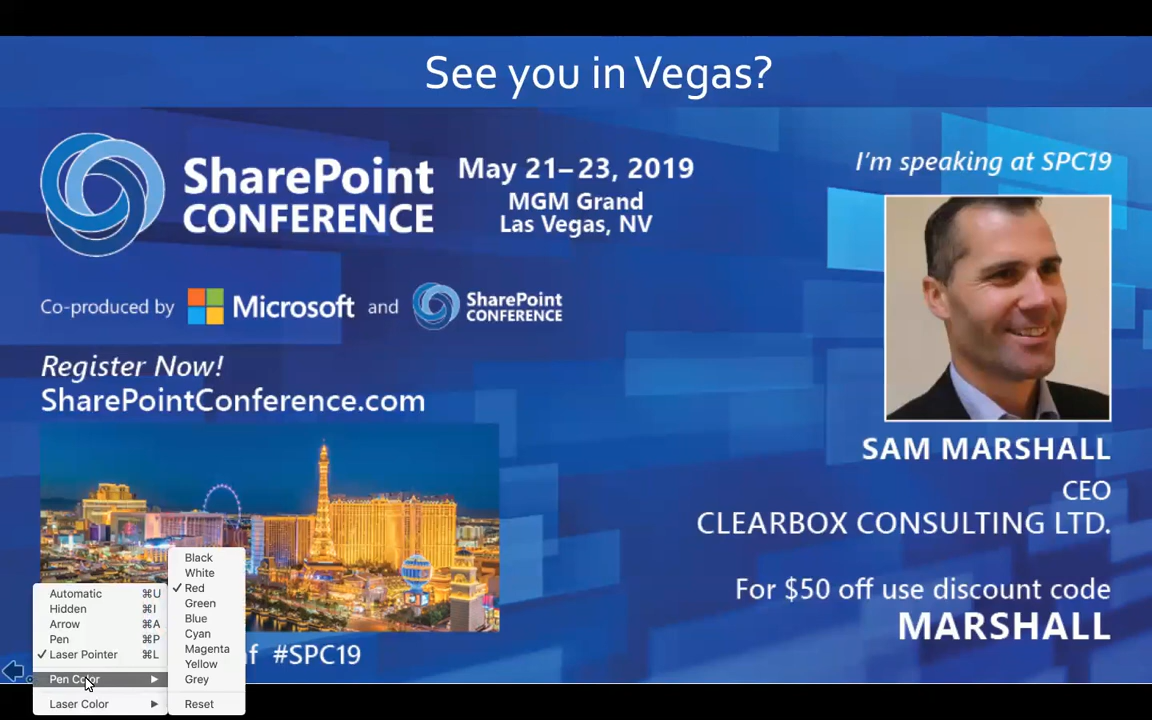 See you in Vegas?
SharePoint
CONFERENCE
May 21–23, 2019
MGM Grand
Las Vegas, NV
I'm speaking at SPC19
Co-produced by Microsoft and SharePoint CONFERENCE
Register Now!
SharePointConference.com
SAM MARSHALL
CEO
CLEARBOX CONSULTING LTD.
For $50 off use discount code
MARSHALL
#SPC19
Automatic ⌘U
Hidden ⌘I
Arrow ⌘A
Pen ⌘P
✓ Laser Pointer ⌘L
Pen Color ▶
Laser Color ▶
Black
White
✓ Red
Green
Blue
Cyan
Magenta
Yellow
Grey
Reset